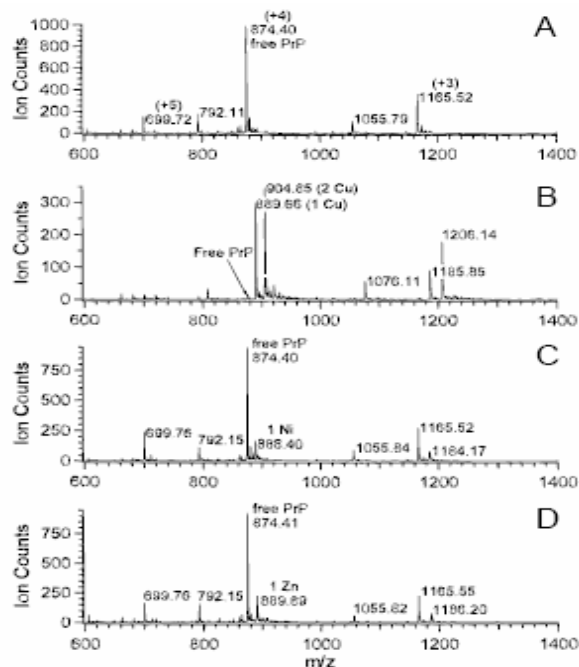 A
Ion Counts
1000
800
600
400
200
0
(+5)
699.72
792.11
(+4)
874.40
free PrP
1055.79
(+3)
1165.52
600 800 1000 1200 1400
B
Ion Counts
300
200
100
0
904.85 (2 Cu)
889.66 (1 Cu)
Free PrP
1076.11
1206.14
1185.85
600 800 1000 1200 1400
C
Ion Counts
750
500
250
0
free PrP
874.40
699.75
792.15
1 Ni
888.40
1055.84
1165.52
1184.17
600 800 1000 1200 1400
D
Ion Counts
750
500
250
0
free PrP
874.41
699.76
792.15
1 Zn
889.89
1055.82
1165.55
1186.20
600 800 1000 1200 1400
m/z